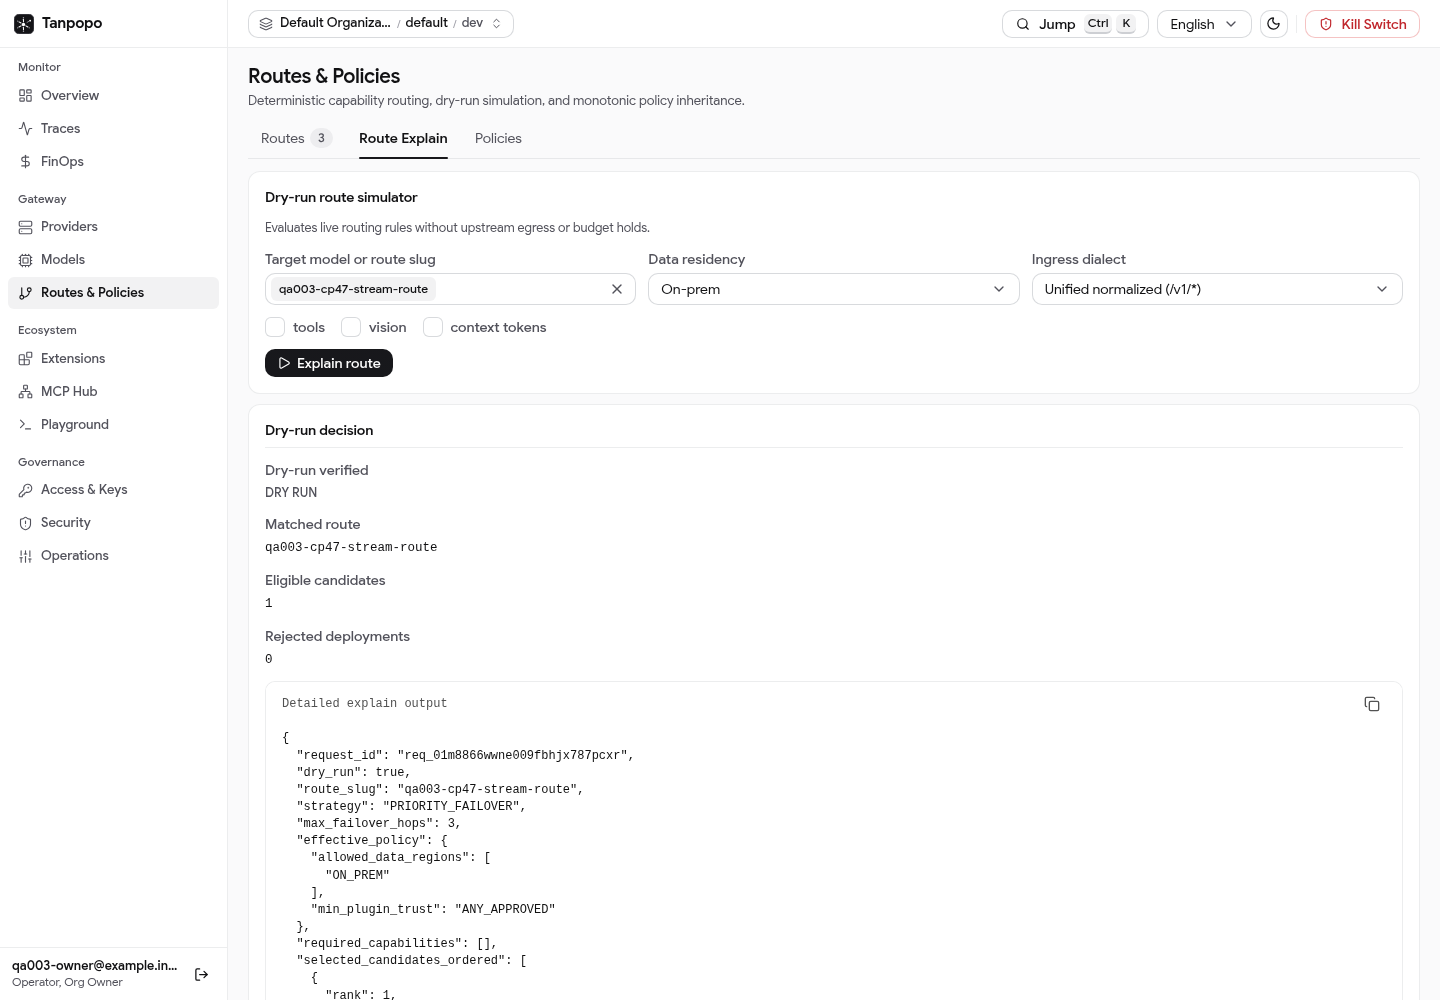 Tanpopo
Default Organiza... / default / dev
Jump Ctrl K
English
Kill Switch
Monitor
Overview
Traces
FinOps
Gateway
Providers
Models
Routes & Policies
Ecosystem
Extensions
MCP Hub
Playground
Governance
Access & Keys
Security
Operations
qa003-owner@example.in...
Operator, Org Owner
Routes & Policies
Deterministic capability routing, dry-run simulation, and monotonic policy inheritance.
Routes 3 Route Explain Policies
Dry-run route simulator
Evaluates live routing rules without upstream egress or budget holds.
Target model or route slug
qa003-cp47-stream-route
Data residency
On-prem
Ingress dialect
Unified normalized (/v1/*)
tools vision context tokens
Explain route
Dry-run decision
Dry-run verified
DRY RUN
Matched route
qa003-cp47-stream-route
Eligible candidates
1
Rejected deployments
0
Detailed explain output
{
"request_id": "req_01m8866wwne009fbhjx787pcxr",
"dry_run": true,
"route_slug": "qa003-cp47-stream-route",
"strategy": "PRIORITY_FAILOVER",
"max_failover_hops": 3,
"effective_policy": {
"allowed_data_regions": [
"ON_PREM"
],
"min_plugin_trust": "ANY_APPROVED"
},
"required_capabilities": [],
"selected_candidates_ordered": [
{
"rank": 1,